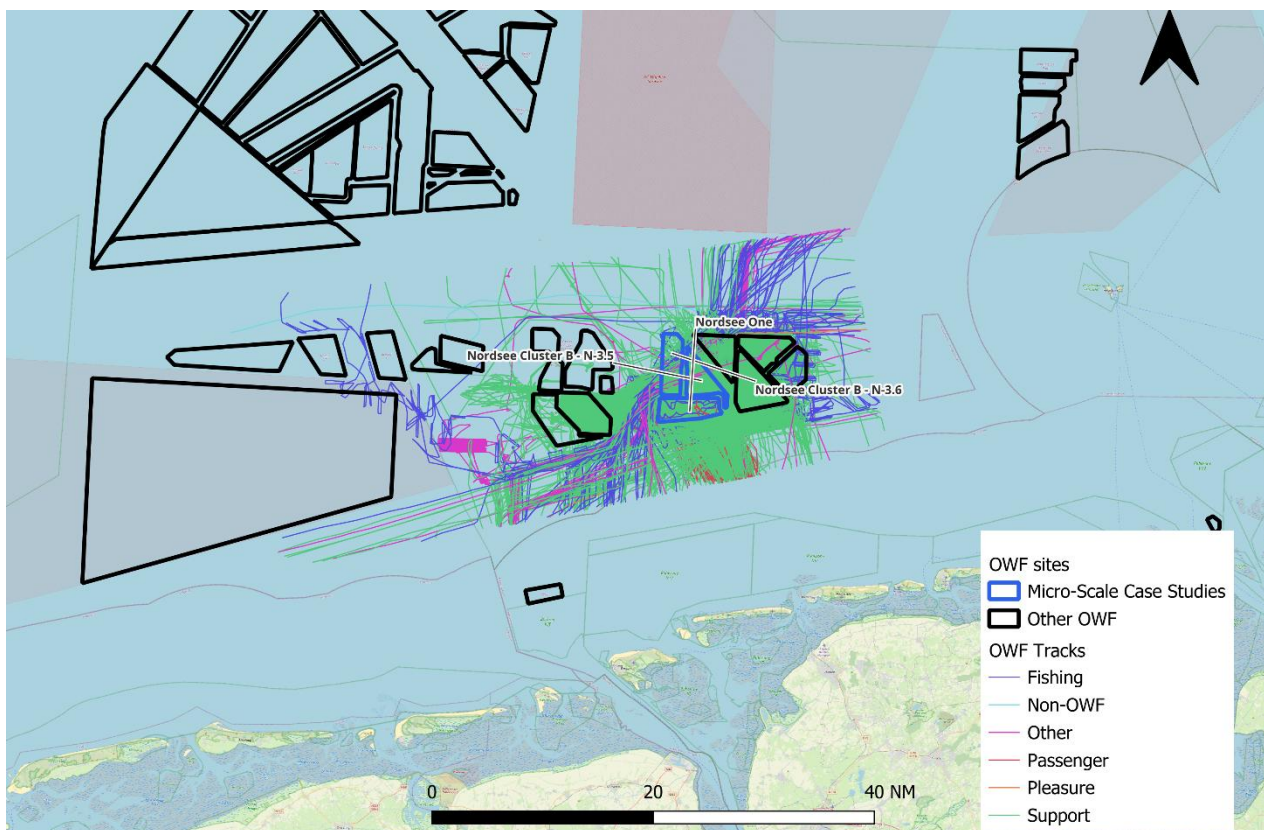 Nordsee One
Nordsee Cluster B - N-3.5
Nordsee Cluster B - N-3.6
OWF sites
Micro-Scale Case Studies
Other OWF
OWF Tracks
Fishing
Non-OWF
Other
Passenger
Pleasure
Support
0 20 40 NM